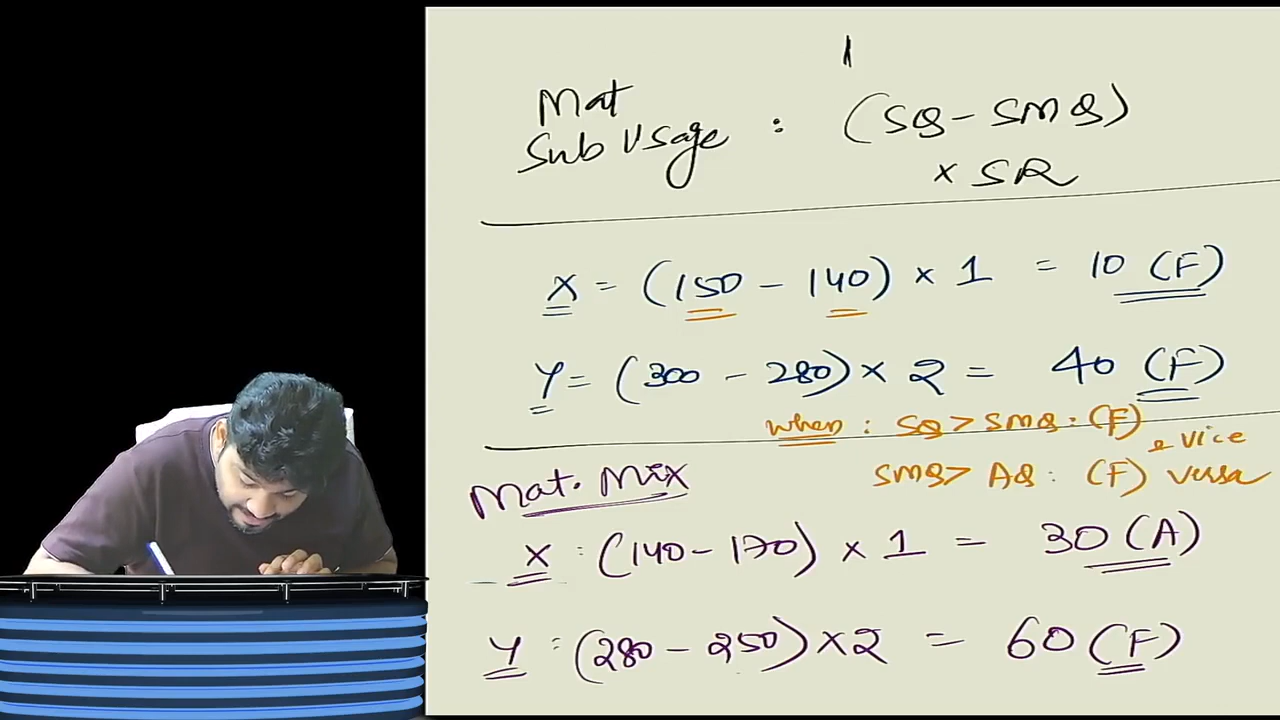 Mat
Sub Usage : (SQ - SMQ)
× SR
X = (150 - 140) × 1 = 10 (F)
Y = (300 - 280) × 2 = 40 (F)
when : SQ > SMQ : (F)
& vice
Mat. Mix
SMQ > AQ : (F) versa
X : (140 - 170) × 1 = 30 (A)
Y : (280 - 250) × 2 = 60 (F)